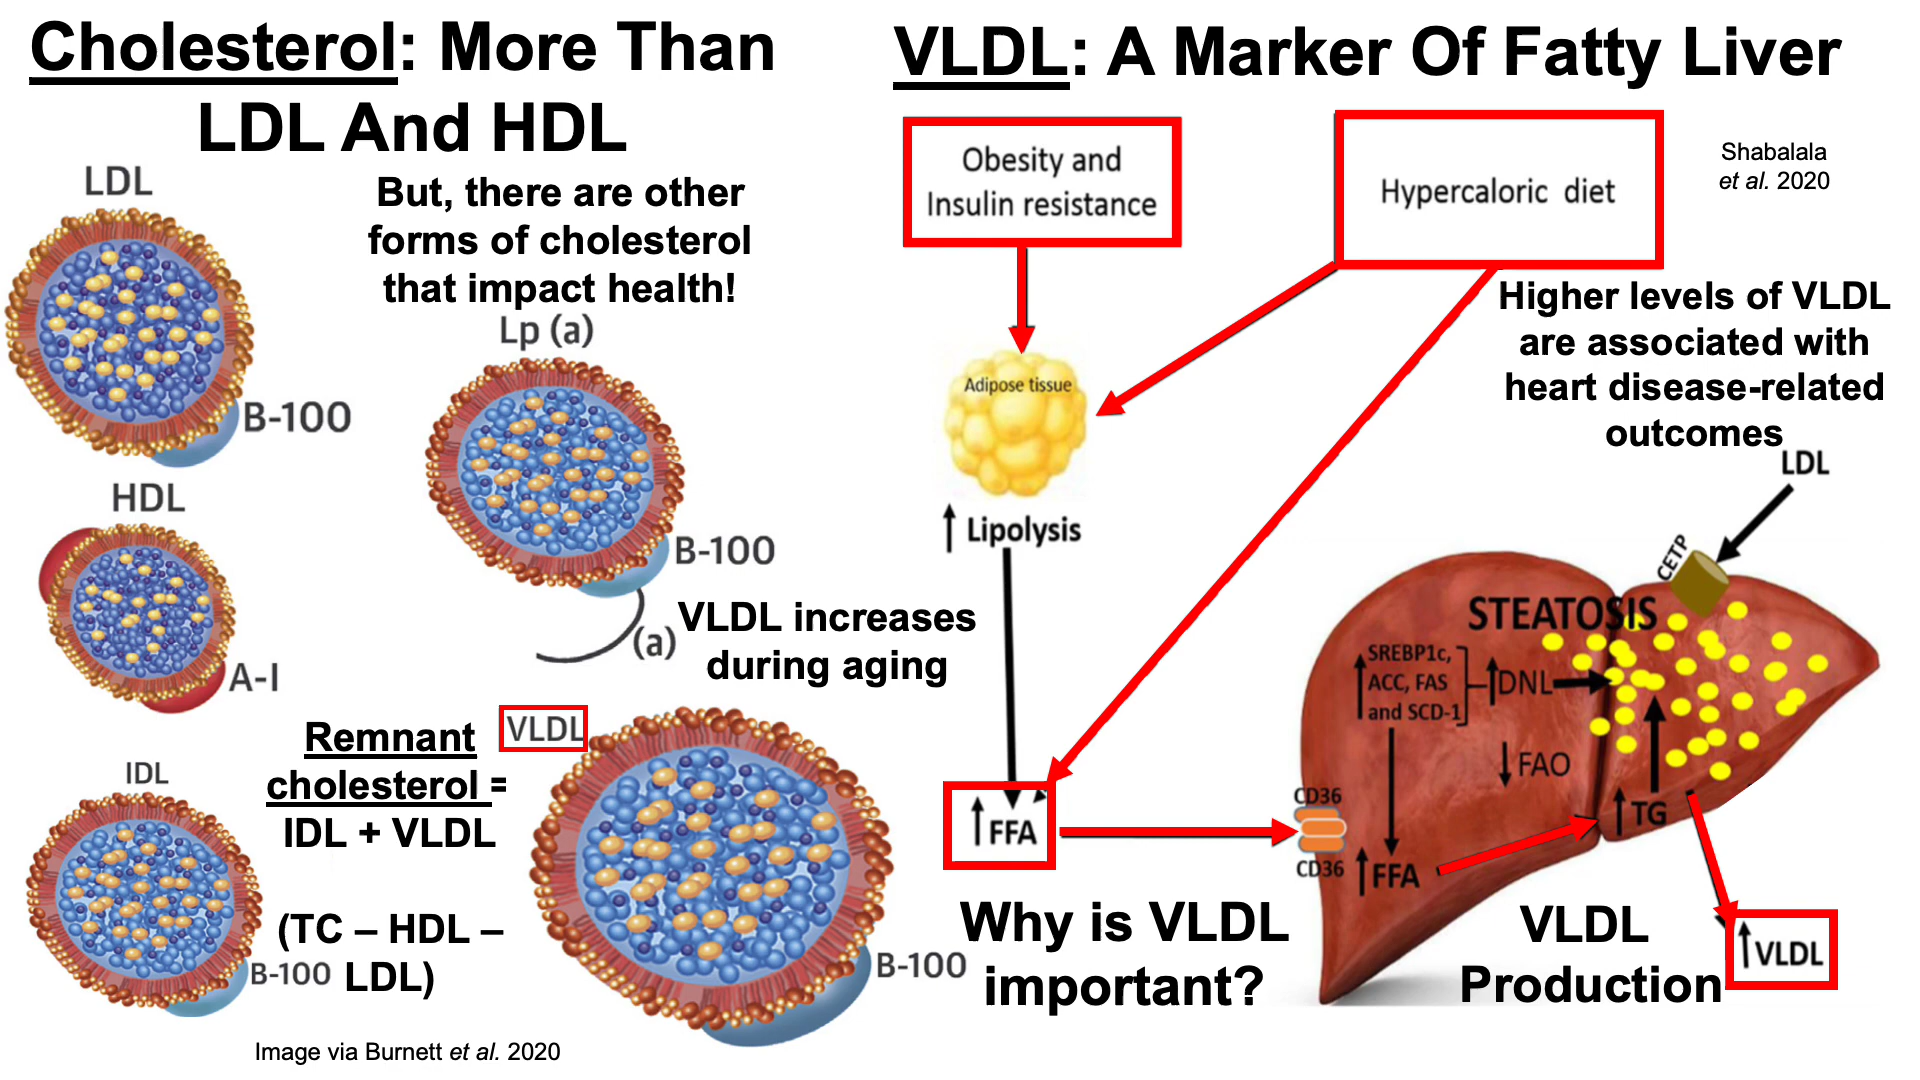 Cholesterol: More Than
LDL And HDL
LDL
But, there are other
forms of cholesterol
that impact health!
B-100
Lp (a)
HDL
B-100
(a)
A-I
VLDL increases
during aging
IDL
Remnant
cholesterol =
IDL + VLDL
(TC – HDL –
LDL)
B-100
VLDL
B-100
Image via Burnett et al. 2020
VLDL: A Marker Of Fatty Liver
Obesity and
Insulin resistance
Hypercaloric diet
Shabalala
et al. 2020
Higher levels of VLDL
are associated with
heart disease-related
outcomes
Adipose tissue
↑ Lipolysis
LDL
CETP
STEATOSIS
↑ SREBP1c,
ACC, FAS
and SCD-1
↑DNL
↓FAO
↑TG
↑FFA
CD36
CD36
↑FFA
Why is VLDL
important?
VLDL
Production
↑VLDL